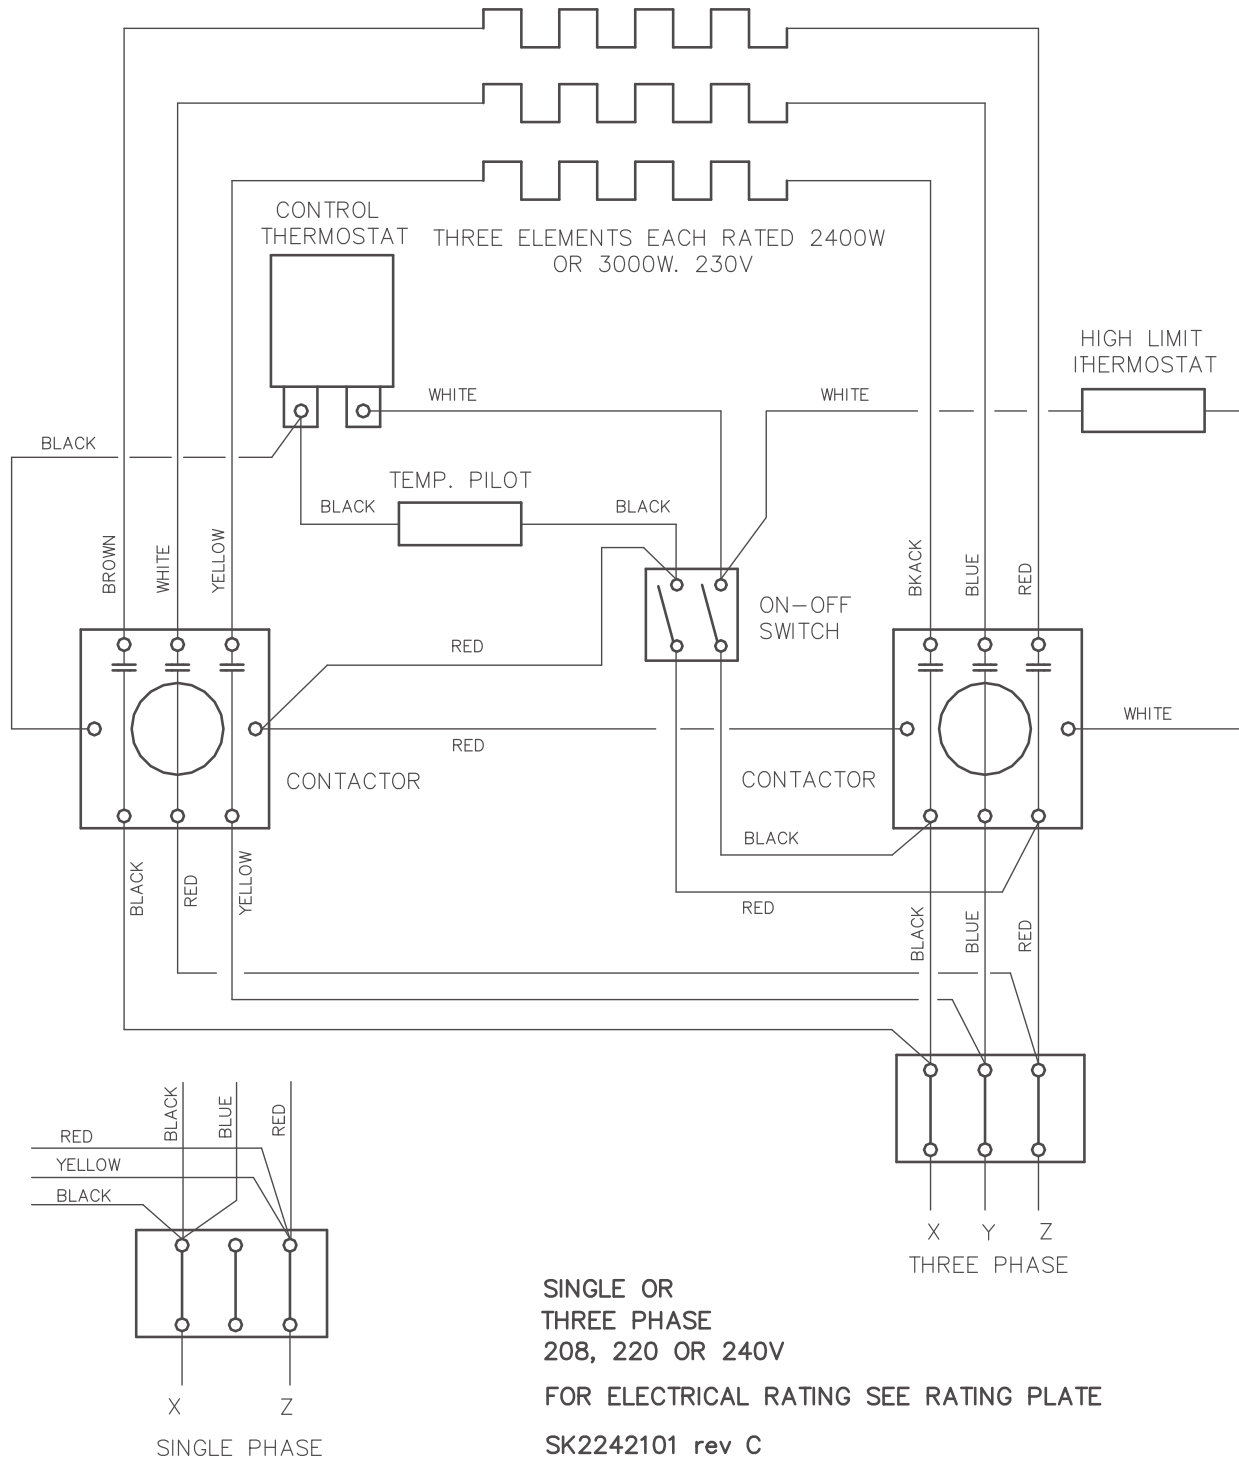 CONTROL
THERMOSTAT
THREE ELEMENTS EACH RATED 2400W
OR 3000W. 230V
HIGH LIMIT
THERMOSTAT
WHITE
WHITE
BLACK
TEMP. PILOT
BLACK
BLACK
BROWN
WHITE
YELLOW
BKACK
BLUE
RED
ON-OFF
SWITCH
RED
WHITE
RED
CONTACTOR
CONTACTOR
BLACK
BLACK
RED
YELLOW
RED
BLACK
BLUE
RED
BLACK
BLUE
RED
RED
YELLOW
BLACK
X Y Z
THREE PHASE
X Z
SINGLE PHASE
SINGLE OR
THREE PHASE
208, 220 OR 240V
FOR ELECTRICAL RATING SEE RATING PLATE
SK2242101 rev C